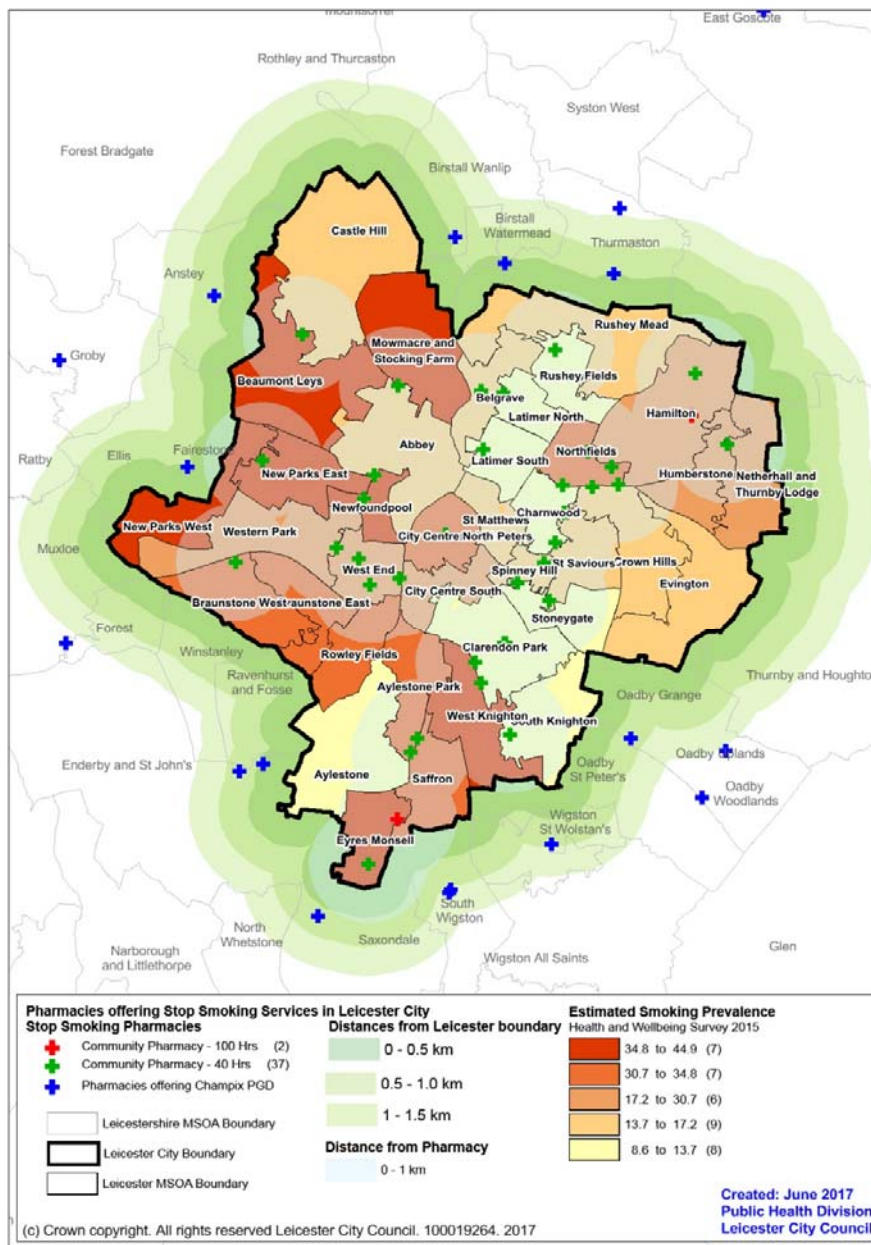 Mountsorrel
East Goscote
Rothley and Thurcaston
Syston West
Forest Bradgate
Birstall Wanlip
Castle Hill
Birstall
Watermead
Thurmaston
Anstey
Rushey Mead
Groby
Mowmacre and
Stocking Farm
Beaumont Leys
Rushey Fields
Belgrave
Latimer North
Hamilton
Abbey
Ratby
Ellis
Fairestone
New Parks East
Latimer South
Northfields
Humberstone
Netherhall and
Thurnby Lodge
Newfoundpool
Charnwood
New Parks West
Western Park
St Matthews
City Centre North
St Peters
Muxloe
West End
Spinney Hill
St Saviours
Crown Hills
Evington
City Centre South
Braunstone West
Braunstone East
Stoneygate
Forest
Winstanley
Rowley Fields
Clarendon Park
Ravenhurst
and Fosse
Aylestone Park
Thurnby and Houghto
Oadby Grange
West Knighton
South Knighton
Enderby and St John's
Aylestone
Saffron
Oadby
St Peter's
Oadby Uplands
Oadby
Woodlands
Wigston
St Wolstan's
Eyres Monsell
South
Wigston
North
Whetstone
Saxondale
Narborough
and Littlethorpe
Wigston All Saints
Glen
Pharmacies offering Stop Smoking Services in Leicester City
Stop Smoking Pharmacies
Community Pharmacy - 100 Hrs (2)
Community Pharmacy - 40 Hrs (37)
Pharmacies offering Champix PGD
Leicestershire MSOA Boundary
Leicester City Boundary
Leicester MSOA Boundary
Distances from Leicester boundary
0 - 0.5 km
0.5 - 1.0 km
1 - 1.5 km
Distance from Pharmacy
0 - 1 km
Estimated Smoking Prevalence
Health and Wellbeing Survey 2015
34.8 to 44.9 (7)
30.7 to 34.8 (7)
17.2 to 30.7 (6)
13.7 to 17.2 (9)
8.6 to 13.7 (8)
Created: June 2017
Public Health Division
Leicester City Council
(c) Crown copyright. All rights reserved Leicester City Council. 100019264. 2017